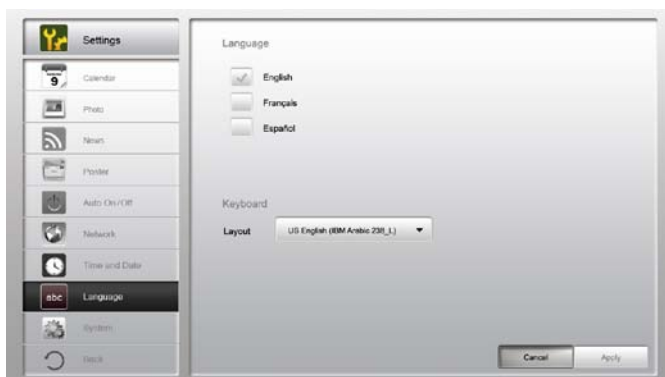 Settings
9
Calendar
Photo
News
Poster
Auto On/Off
Network
Time and Date
abc
Language
System
Back
Language
English
Français
Español
Keyboard
Layout
US English (IBM Arabic 238_L)
Cancel
Apply